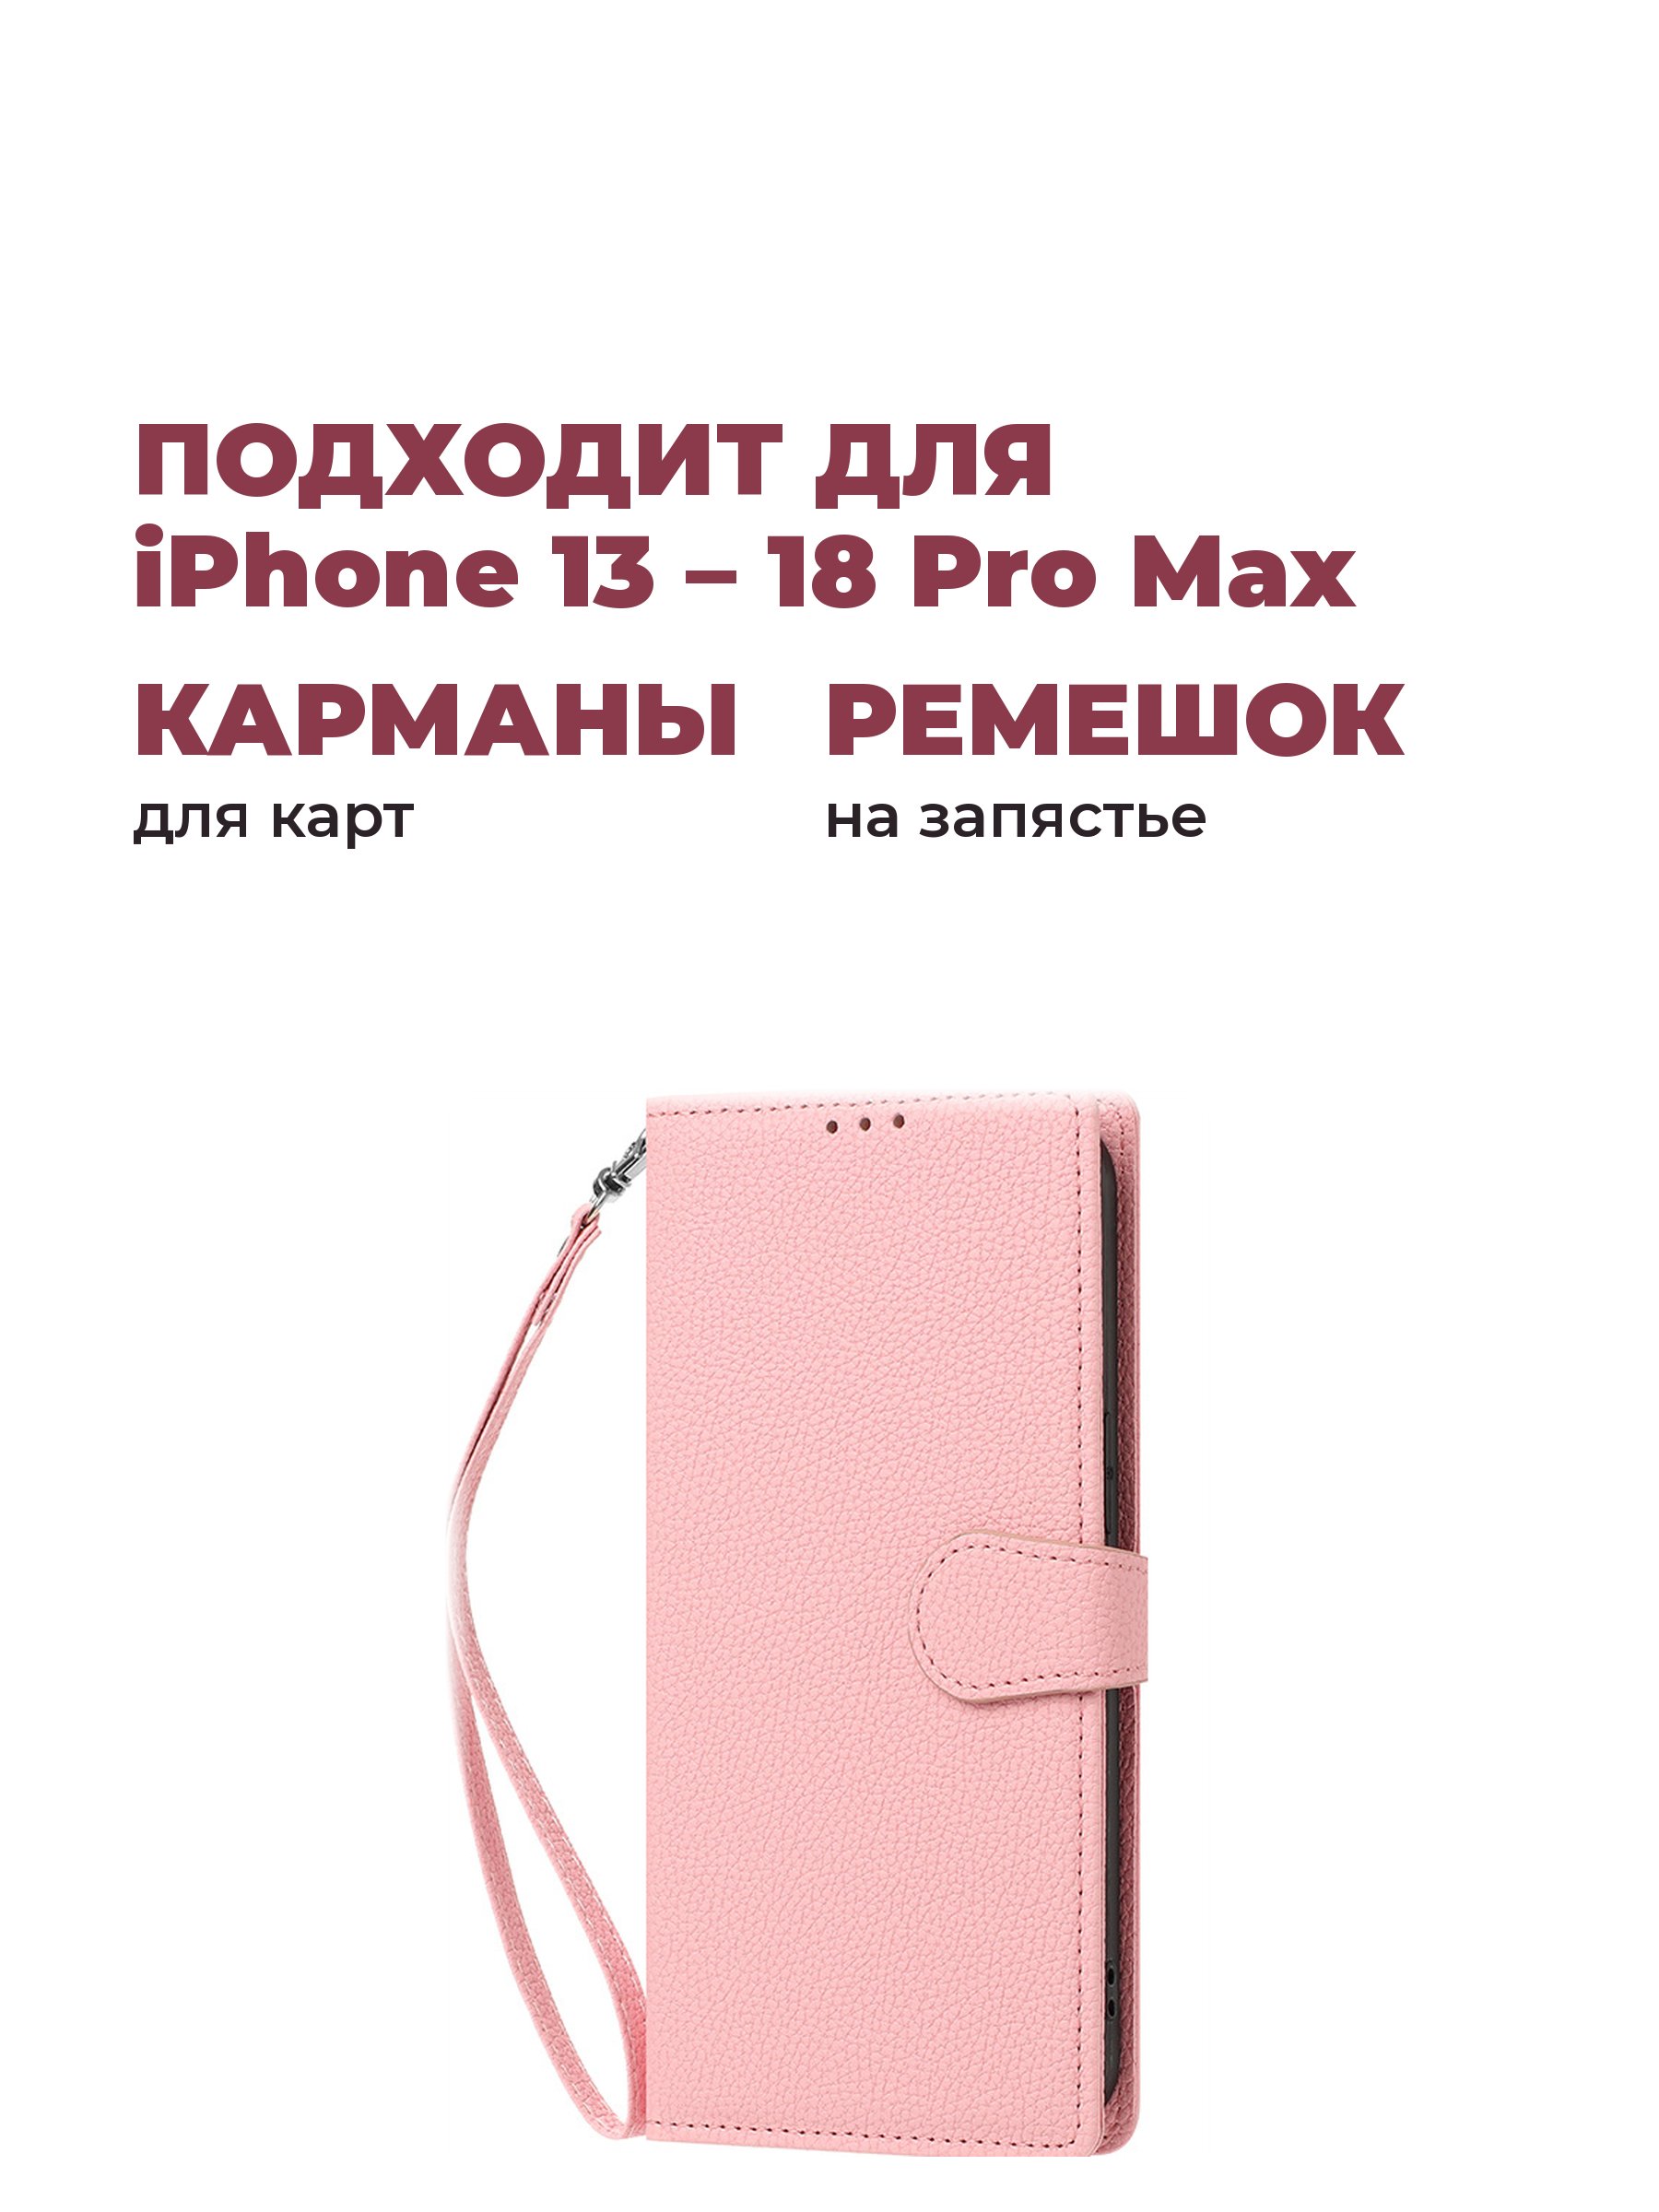 ПОДХОДИТ ДЛЯ
iPhone 13 – 18 Pro Max
КАРМАНЫ
для карт
РЕМЕШОК
на запястье